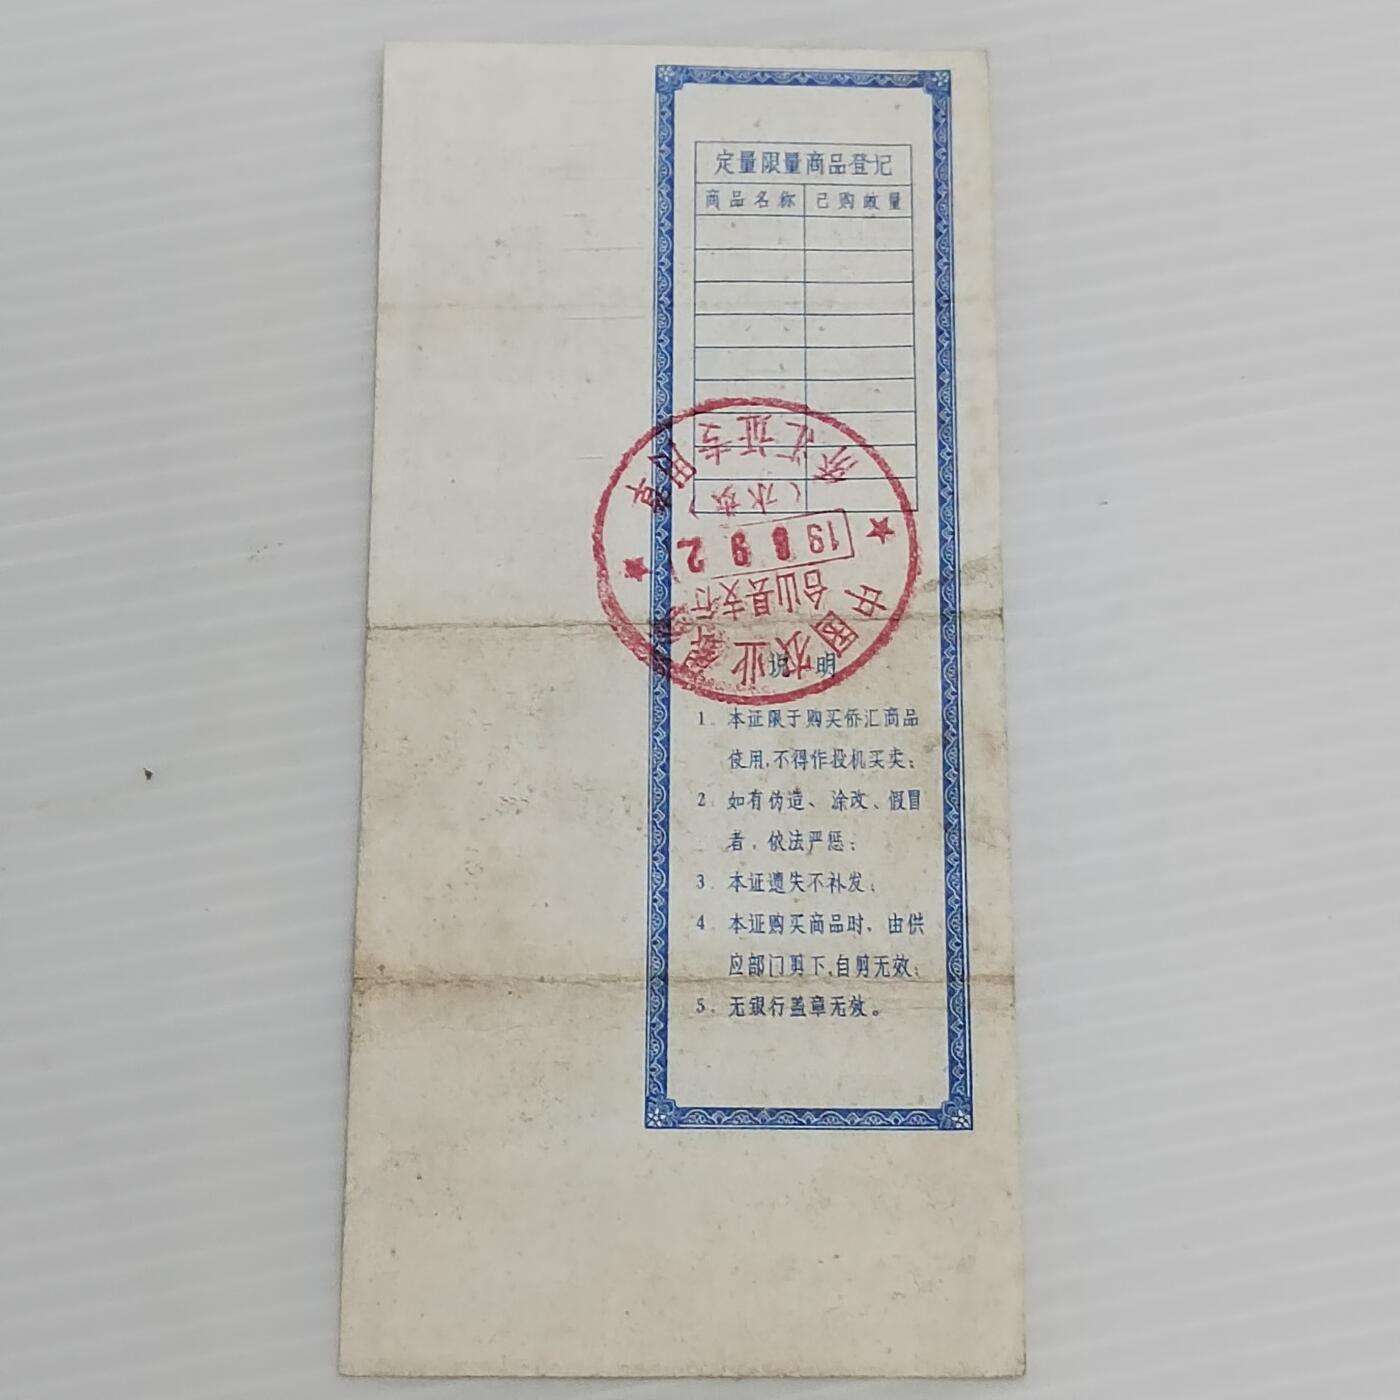 定量限量商品登记
商品名称 已购数量
侨汇证专用章
（水埗）
中国农业银行
台山县支行
说明
1．本证限于购买侨汇商品
使用，不得作投机买卖；
2．如有伪造、涂改、假冒
者，依法严惩；
3．本证遗失不补发；
4．本证购买商品时，由供
应部门剪下，自剪无效；
5．无银行盖章无效。